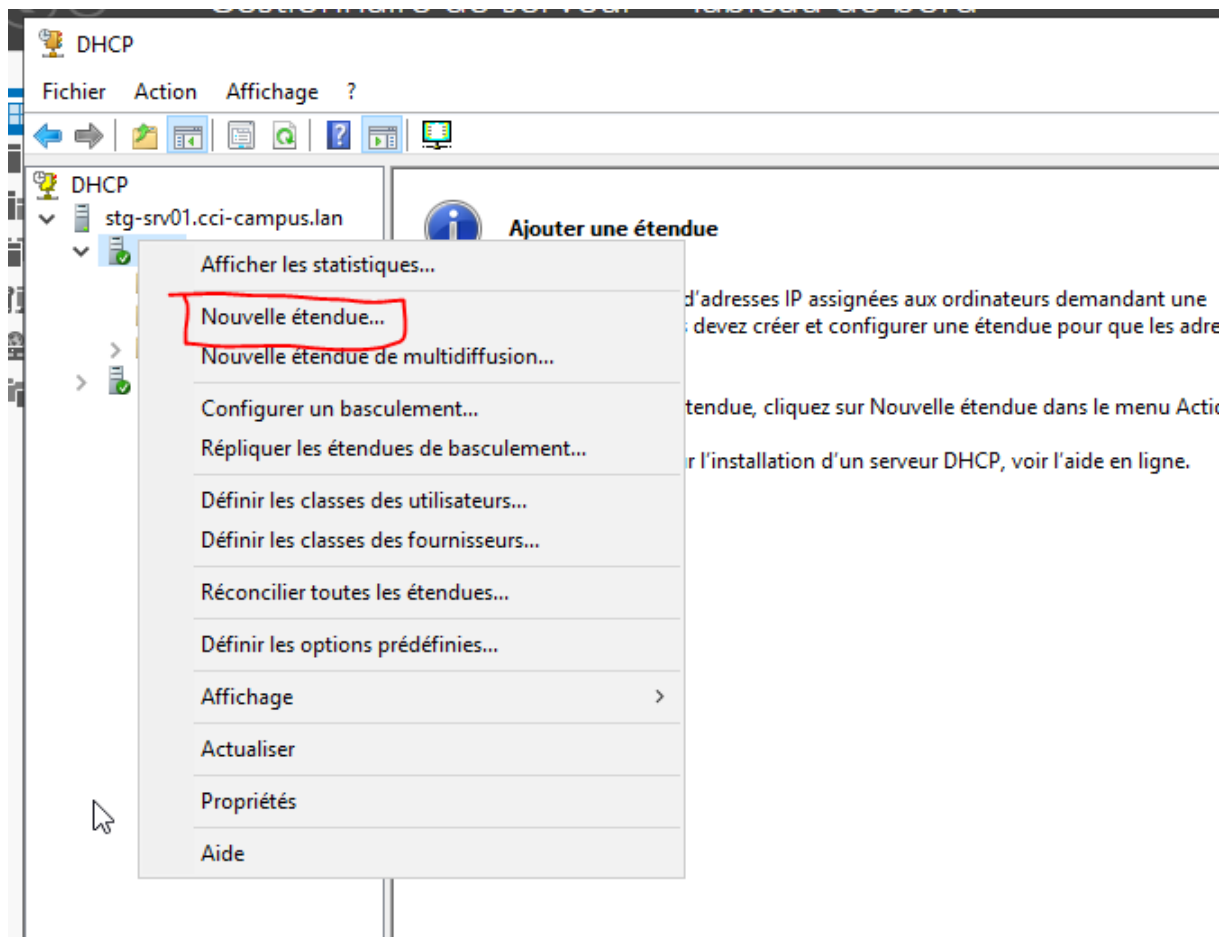 DHCP
Fichier Action Affichage ?
DHCP
stg-srv01.cci-campus.lan
Ajouter une étendue
d'adresses IP assignées aux ordinateurs demandant une
devez créer et configurer une étendue pour que les adre
tendue, cliquez sur Nouvelle étendue dans le menu Actio
r l'installation d'un serveur DHCP, voir l'aide en ligne.
Afficher les statistiques...
Nouvelle étendue...
Nouvelle étendue de multidiffusion...
Configurer un basculement...
Répliquer les étendues de basculement...
Définir les classes des utilisateurs...
Définir les classes des fournisseurs...
Réconcilier toutes les étendues...
Définir les options prédéfinies...
Affichage
Actualiser
Propriétés
Aide